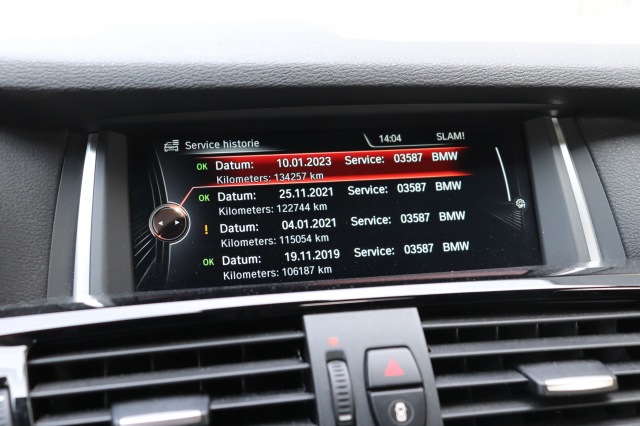 Service historie 14:04 SLAM!
OK Datum: 10.01.2023 Service: 03587 BMW
Kilometers: 134257 km
OK Datum: 25.11.2021 Service: 03587 BMW
Kilometers: 122744 km
! Datum: 04.01.2021 Service: 03587 BMW
Kilometers: 115054 km
OK Datum: 19.11.2019 Service: 03587 BMW
Kilometers: 106187 km